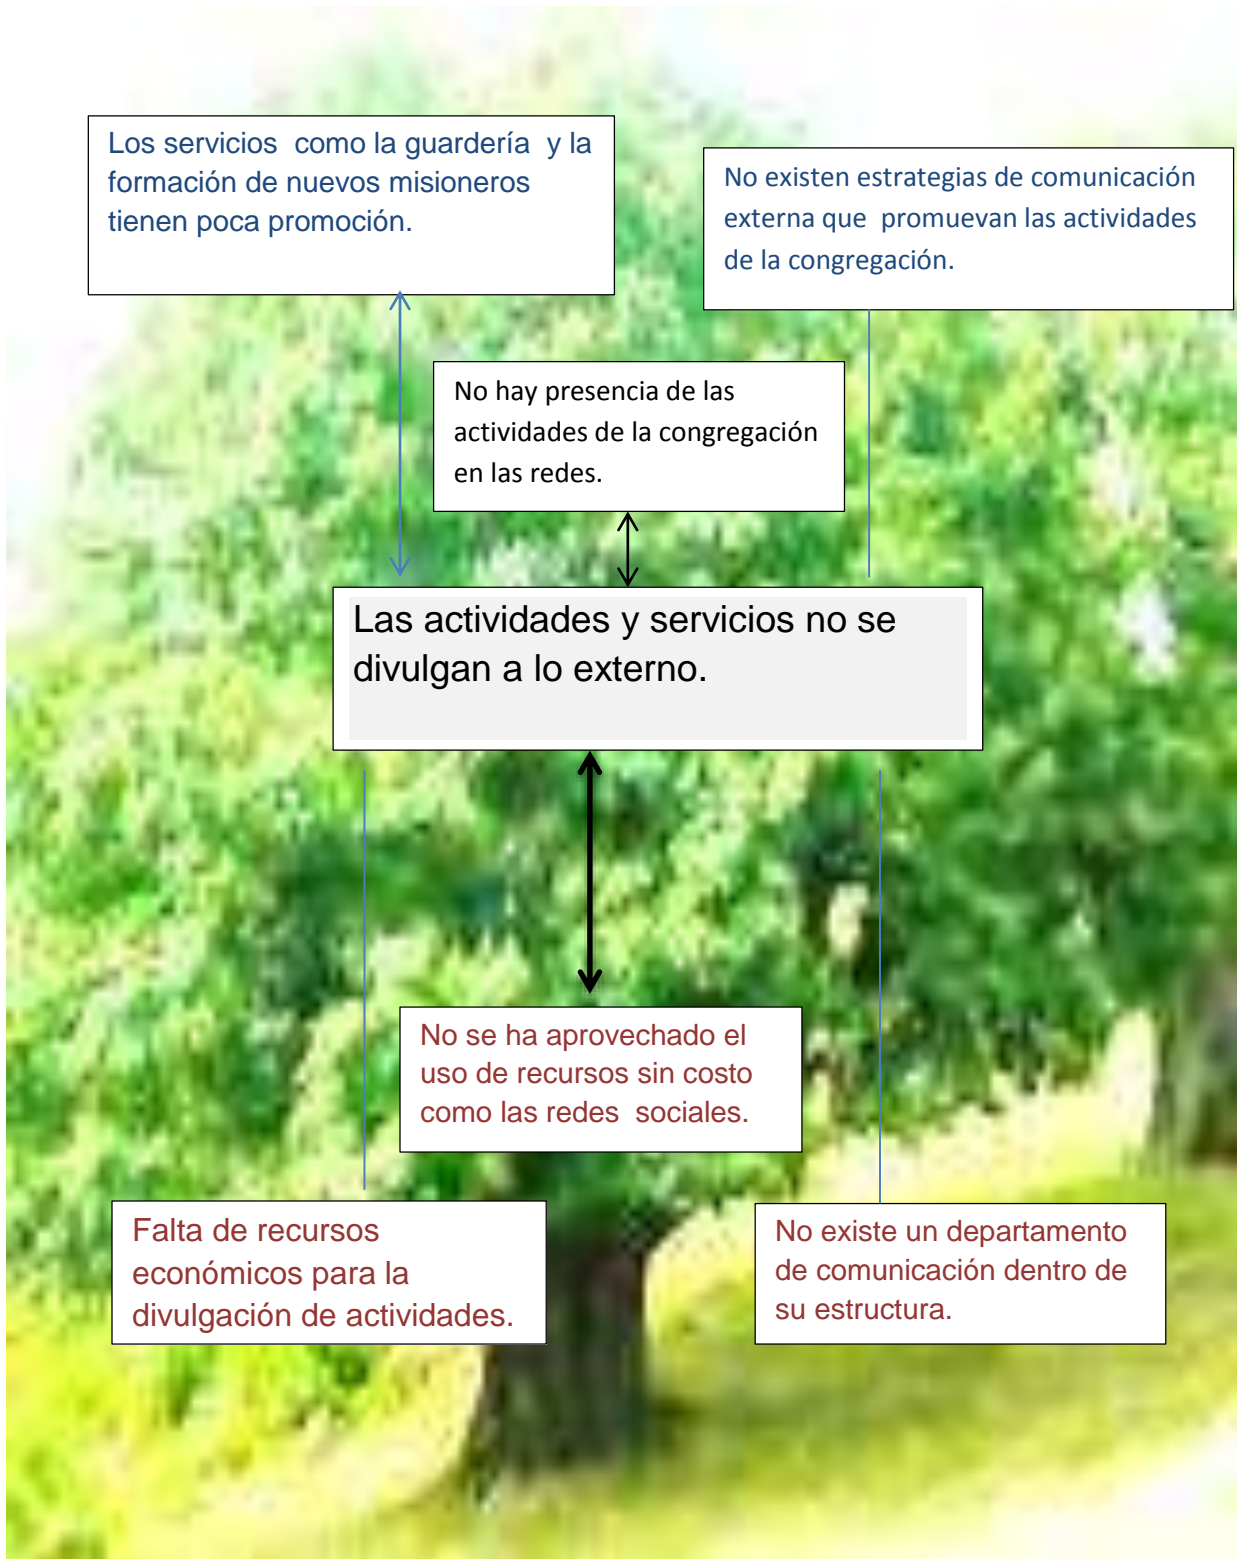 Los servicios como la guardería y la
formación de nuevos misioneros
tienen poca promoción.
No existen estrategias de comunicación
externa que promuevan las actividades
de la congregación.
No hay presencia de las
actividades de la congregación
en las redes.
Las actividades y servicios no se
divulgan a lo externo.
No se ha aprovechado el
uso de recursos sin costo
como las redes sociales.
Falta de recursos
económicos para la
divulgación de actividades.
No existe un departamento
de comunicación dentro de
su estructura.